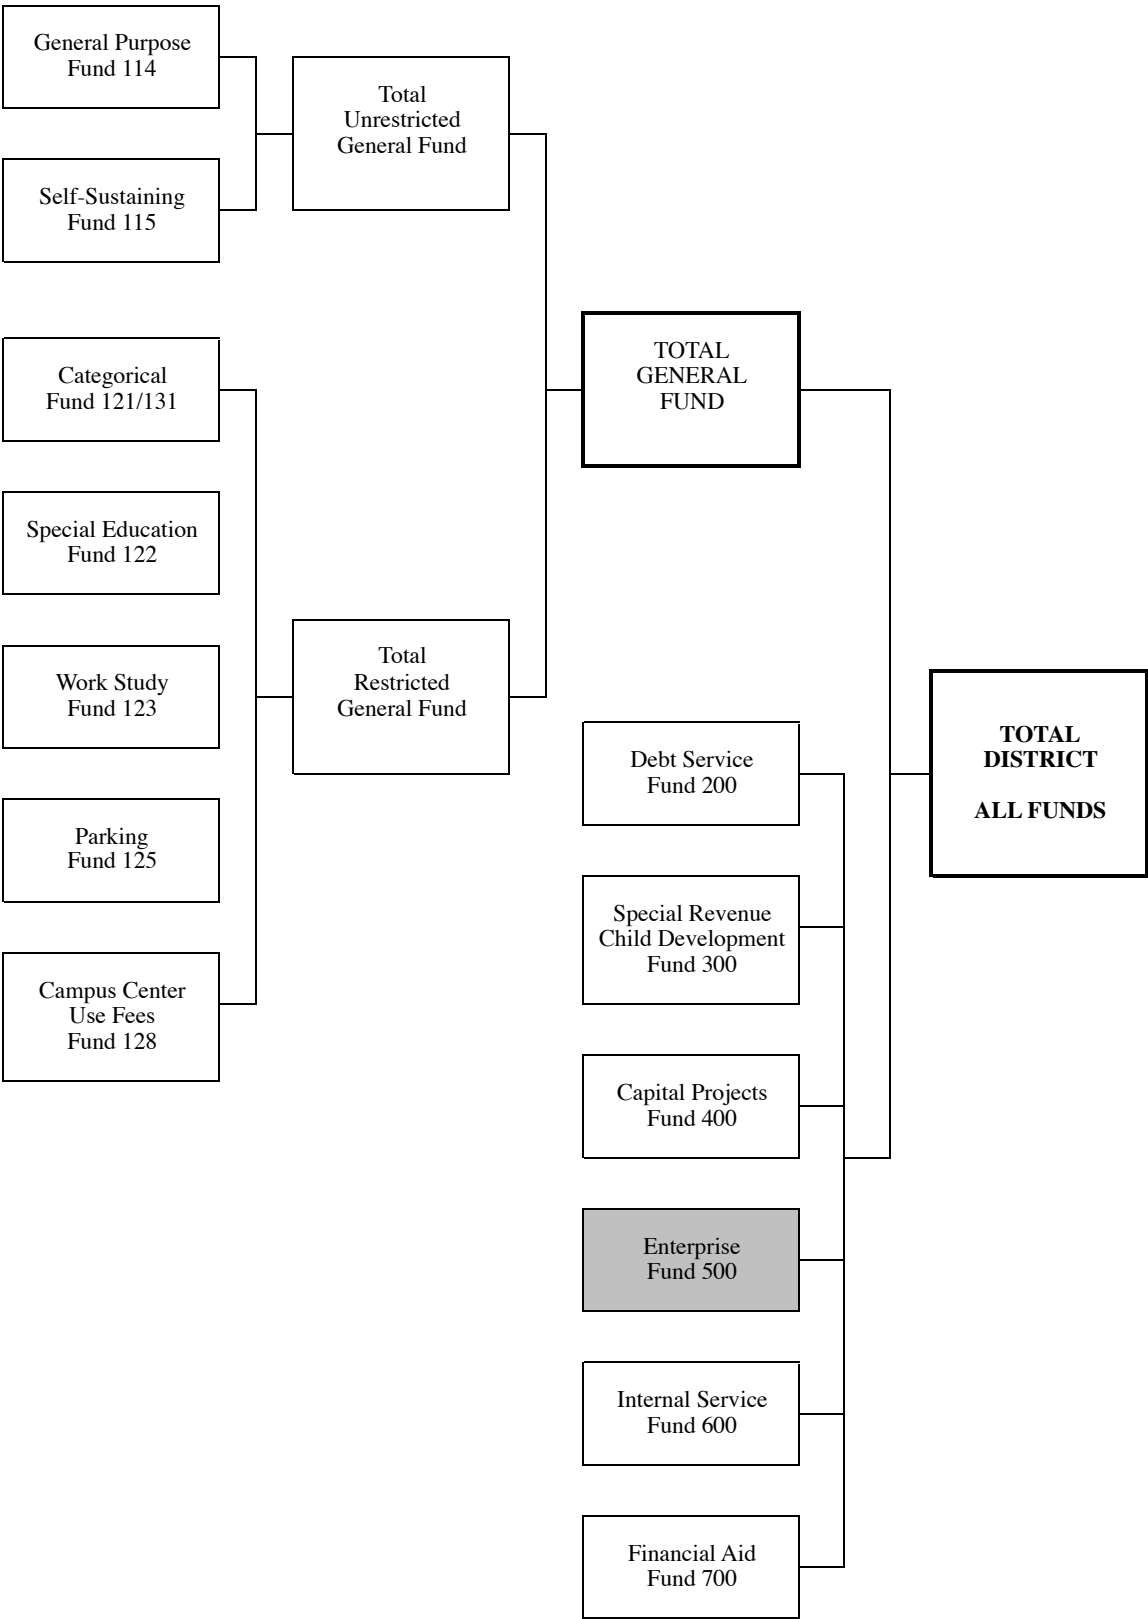 General Purpose
Fund 114
Self-Sustaining
Fund 115
Categorical
Fund 121/131
Special Education
Fund 122
Work Study
Fund 123
Parking
Fund 125
Campus Center
Use Fees
Fund 128
Total
Unrestricted
General Fund
Total
Restricted
General Fund
TOTAL
GENERAL
FUND
Debt Service
Fund 200
Special Revenue
Child Development
Fund 300
Capital Projects
Fund 400
Enterprise
Fund 500
Internal Service
Fund 600
Financial Aid
Fund 700
TOTAL
DISTRICT
ALL FUNDS